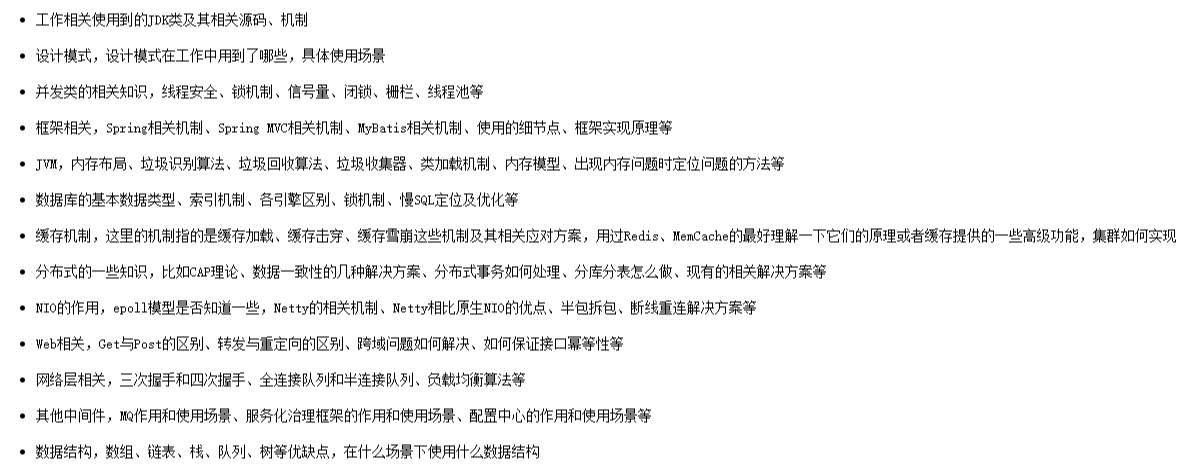 工作相关使用到的JDK类及其相关源码、机制
设计模式，设计模式在工作中用到了哪些，具体使用场景
并发类的相关知识，线程安全、锁机制、信号量、闭锁、栅栏、线程池等
框架相关，Spring相关机制、Spring MVC相关机制、MyBatis相关机制、使用的细节点、框架实现原理等
JVM，内存布局、垃圾识别算法、垃圾回收算法、垃圾收集器、类加载机制、内存模型、出现内存问题时定位问题的方法等
数据库的基本数据类型、索引机制、各引擎区别、锁机制、慢SQL定位及优化等
缓存机制，这里的机制指的是缓存加载、缓存击穿、缓存雪崩这些机制及其相关应对方案，用过Redis、MemCache的最好理解一下它们的原理或者缓存提供的一些高级功能，集群如何实现
分布式的一些知识，比如CAP理论、数据一致性的几种解决方案、分布式事务如何处理、分库分表怎么做、现有的相关解决方案等
NIO的作用，epoll模型是否知道一些，Netty的相关机制、Netty相比原生NIO的优点、半包拆包、断线重连解决方案等
Web相关，Get与Post的区别、转发与重定向的区别、跨域问题如何解决、如何保证接口幂等性等
网络层相关，三次握手和四次握手、全连接队列和半连接队列、负载均衡算法等
其他中间件，MQ作用和使用场景、服务化治理框架的作用和使用场景、配置中心的作用和使用场景等
数据结构，数组、链表、栈、队列、树等优缺点，在什么场景下使用什么数据结构